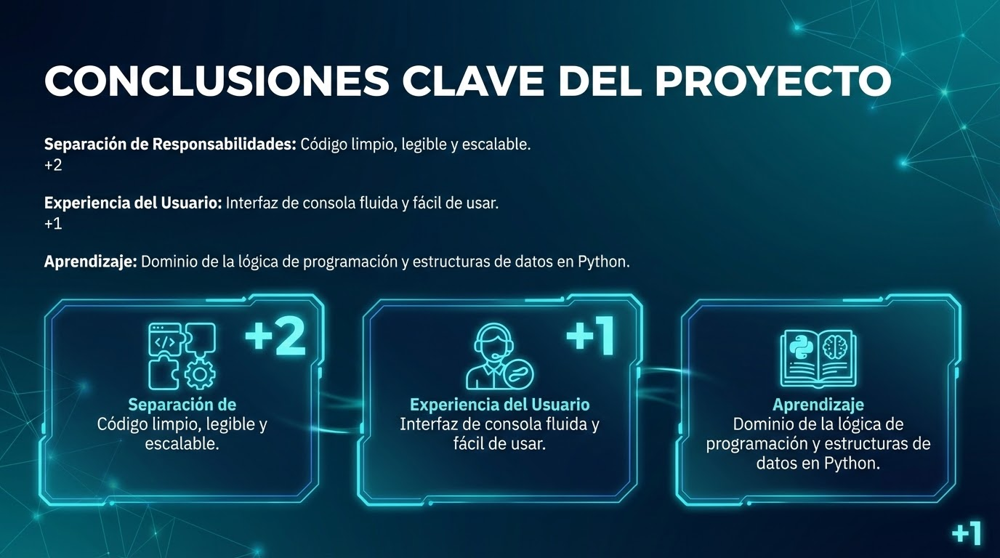 CONCLUSIONES CLAVE DEL PROYECTO
Separación de Responsabilidades: Código limpio, legible y escalable.
+2
Experiencia del Usuario: Interfaz de consola fluida y fácil de usar.
+1
Aprendizaje: Dominio de la lógica de programación y estructuras de datos en Python.
</>
+2
Separación de
Código limpio, legible y
escalable.
+1
Experiencia del Usuario
Interfaz de consola fluida y
fácil de usar.
Aprendizaje
Dominio de la lógica de
programación y estructuras de
datos en Python.
+1